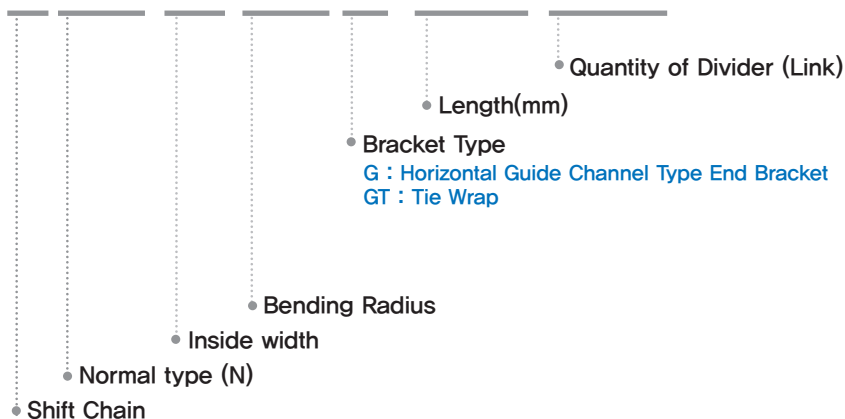 Quantity of Divider (Link)
Length(mm)
Bracket Type
G : Horizontal Guide Channel Type End Bracket
GT : Tie Wrap
Bending Radius
Inside width
Normal type (N)
Shift Chain